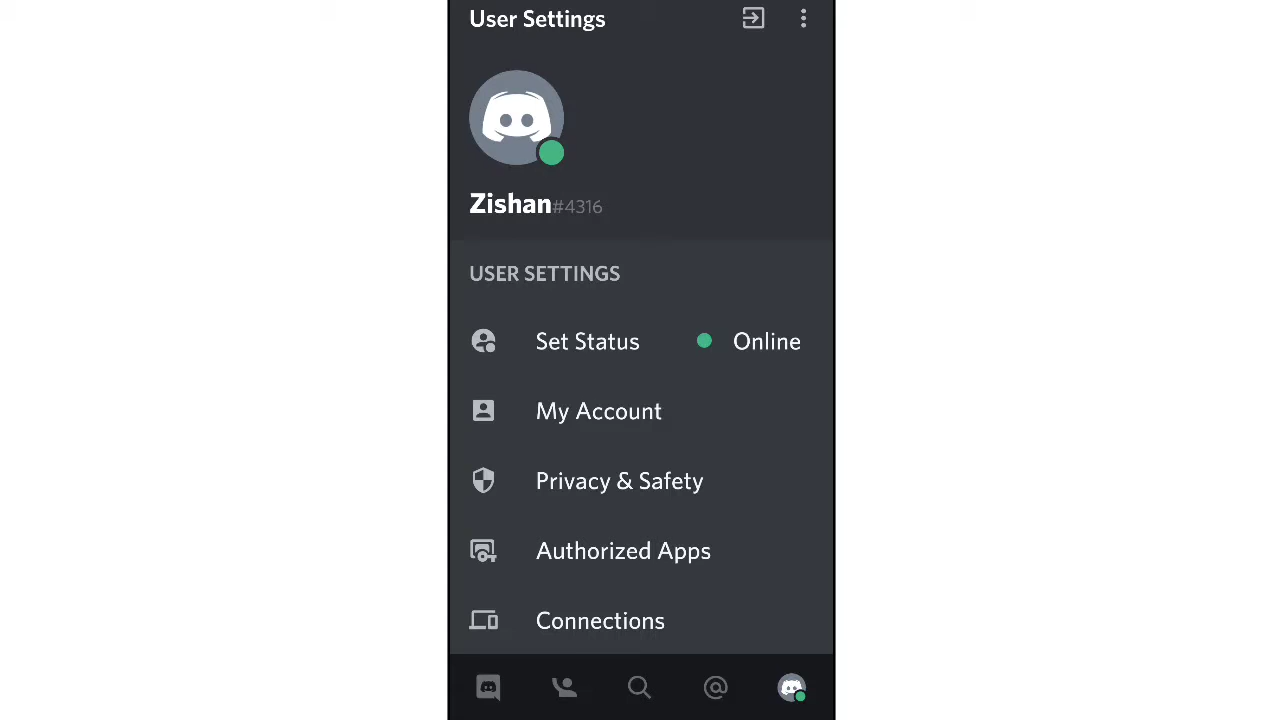 User Settings
Zishan#4316
USER SETTINGS
Set Status Online
My Account
Privacy & Safety
Authorized Apps
Connections